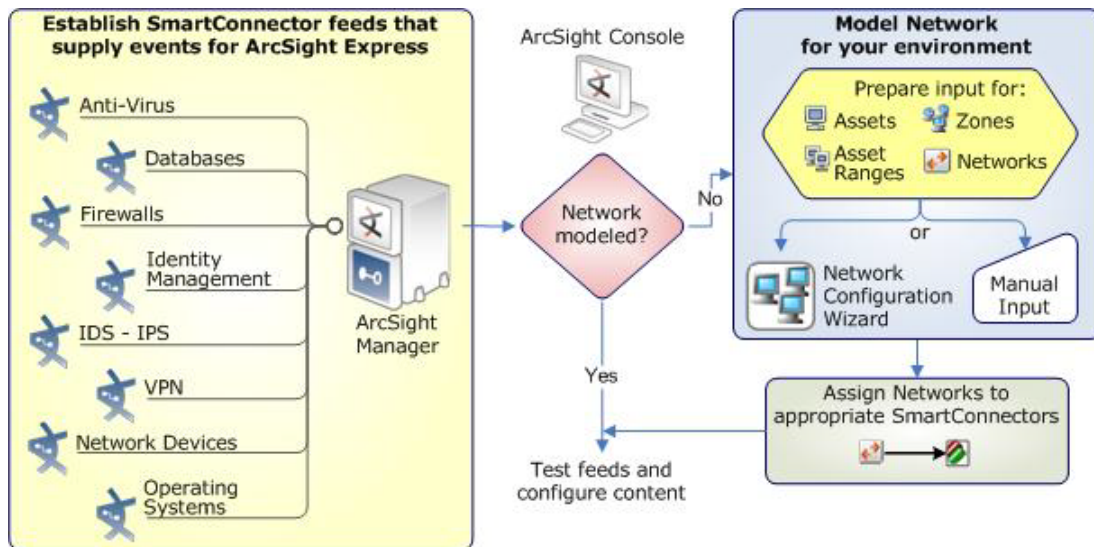 Establish SmartConnector feeds that
supply events for ArcSight Express
Anti-Virus
Databases
Firewalls
Identity
Management
IDS - IPS
VPN
Network Devices
Operating
Systems
ArcSight
Manager
ArcSight Console
Network
modeled?
No
Yes
Test feeds and
configure content
Model Network
for your environment
Prepare input for:
Assets
Zones
Asset
Ranges
Networks
or
Network
Configuration
Wizard
Manual
Input
Assign Networks to
appropriate SmartConnectors